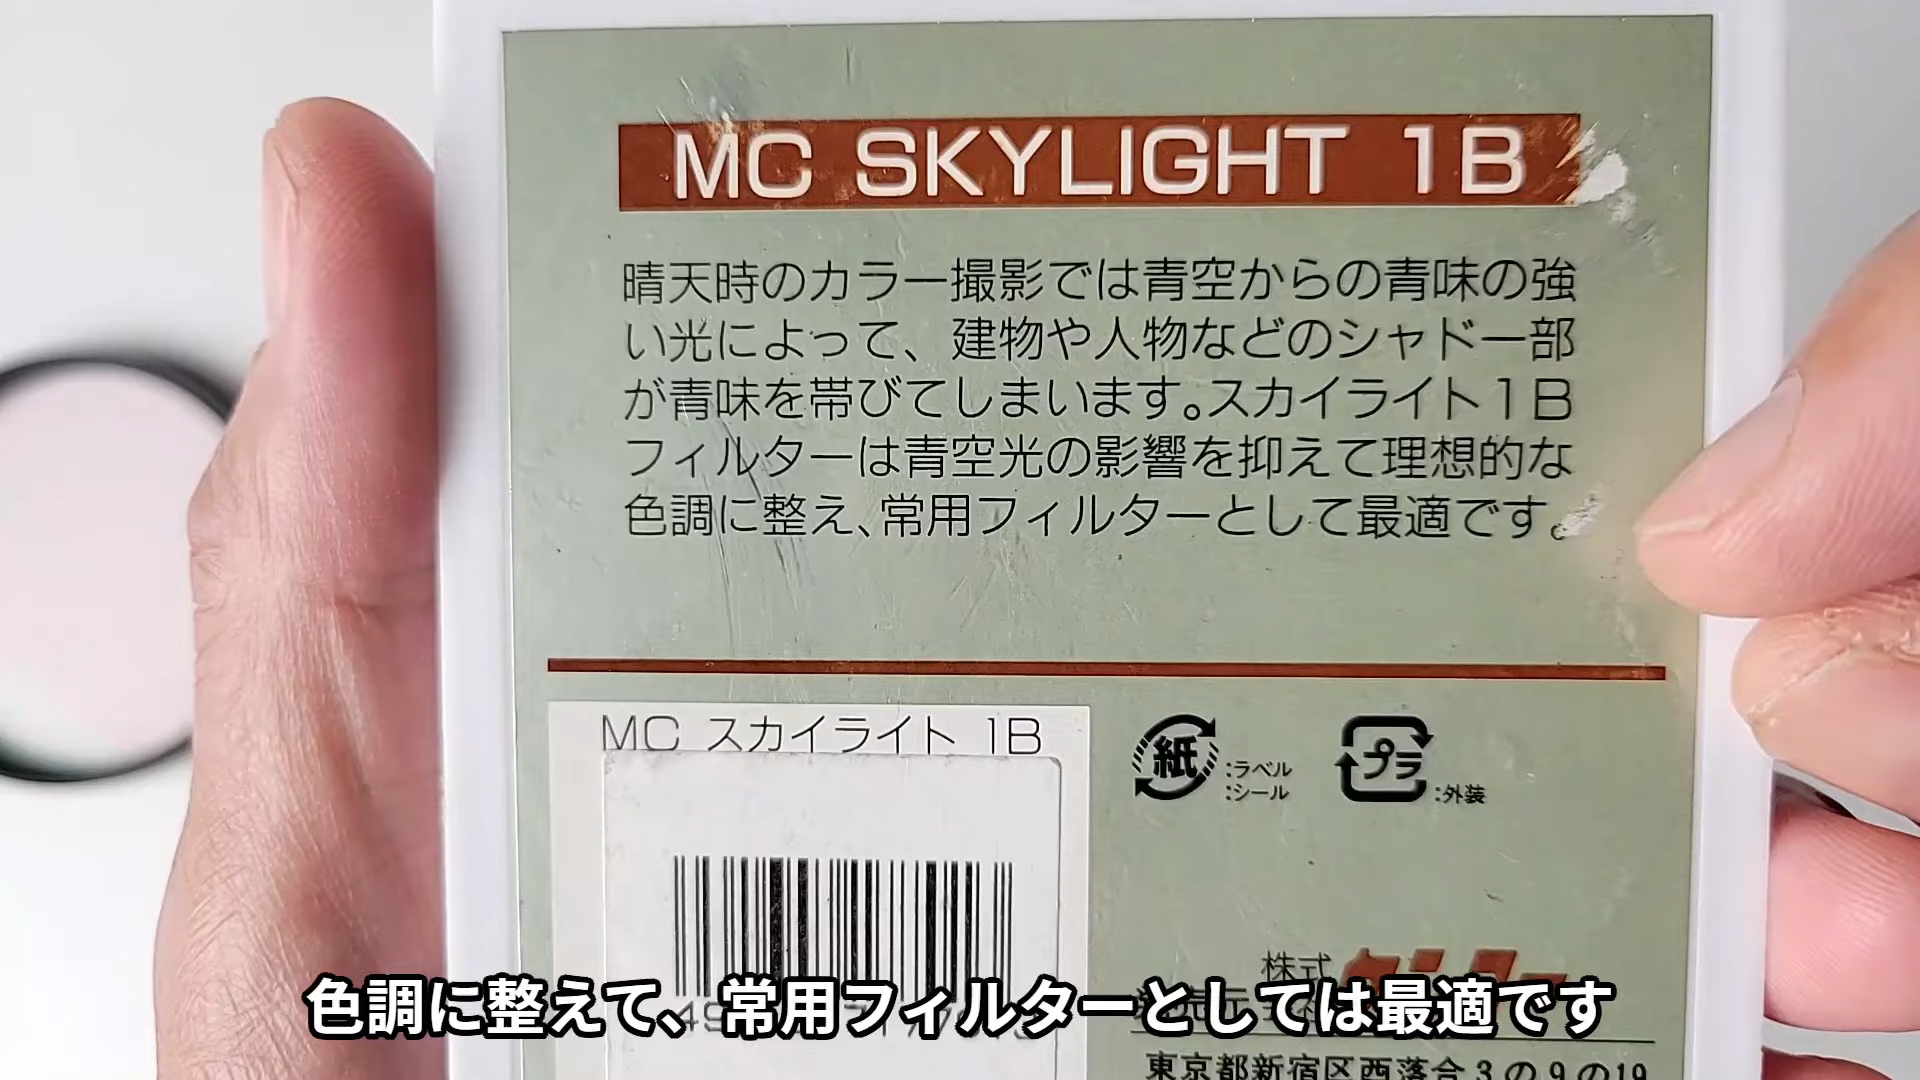 MC SKYLIGHT 1B
晴天時のカラー撮影では青空からの青味の強
い光によって、建物や人物などのシャドー部
が青味を帯びてしまいます。スカイライト1B
フィルターは青空光の影響を抑えて理想的な
色調に整え、常用フィルターとして最適です。
MC スカイライト 1B
紙 :ラベル
:シール
プラ :外装
株式
色調に整えて、常用フィルターとしては最適です
東京都新宿区西落合3の9の19